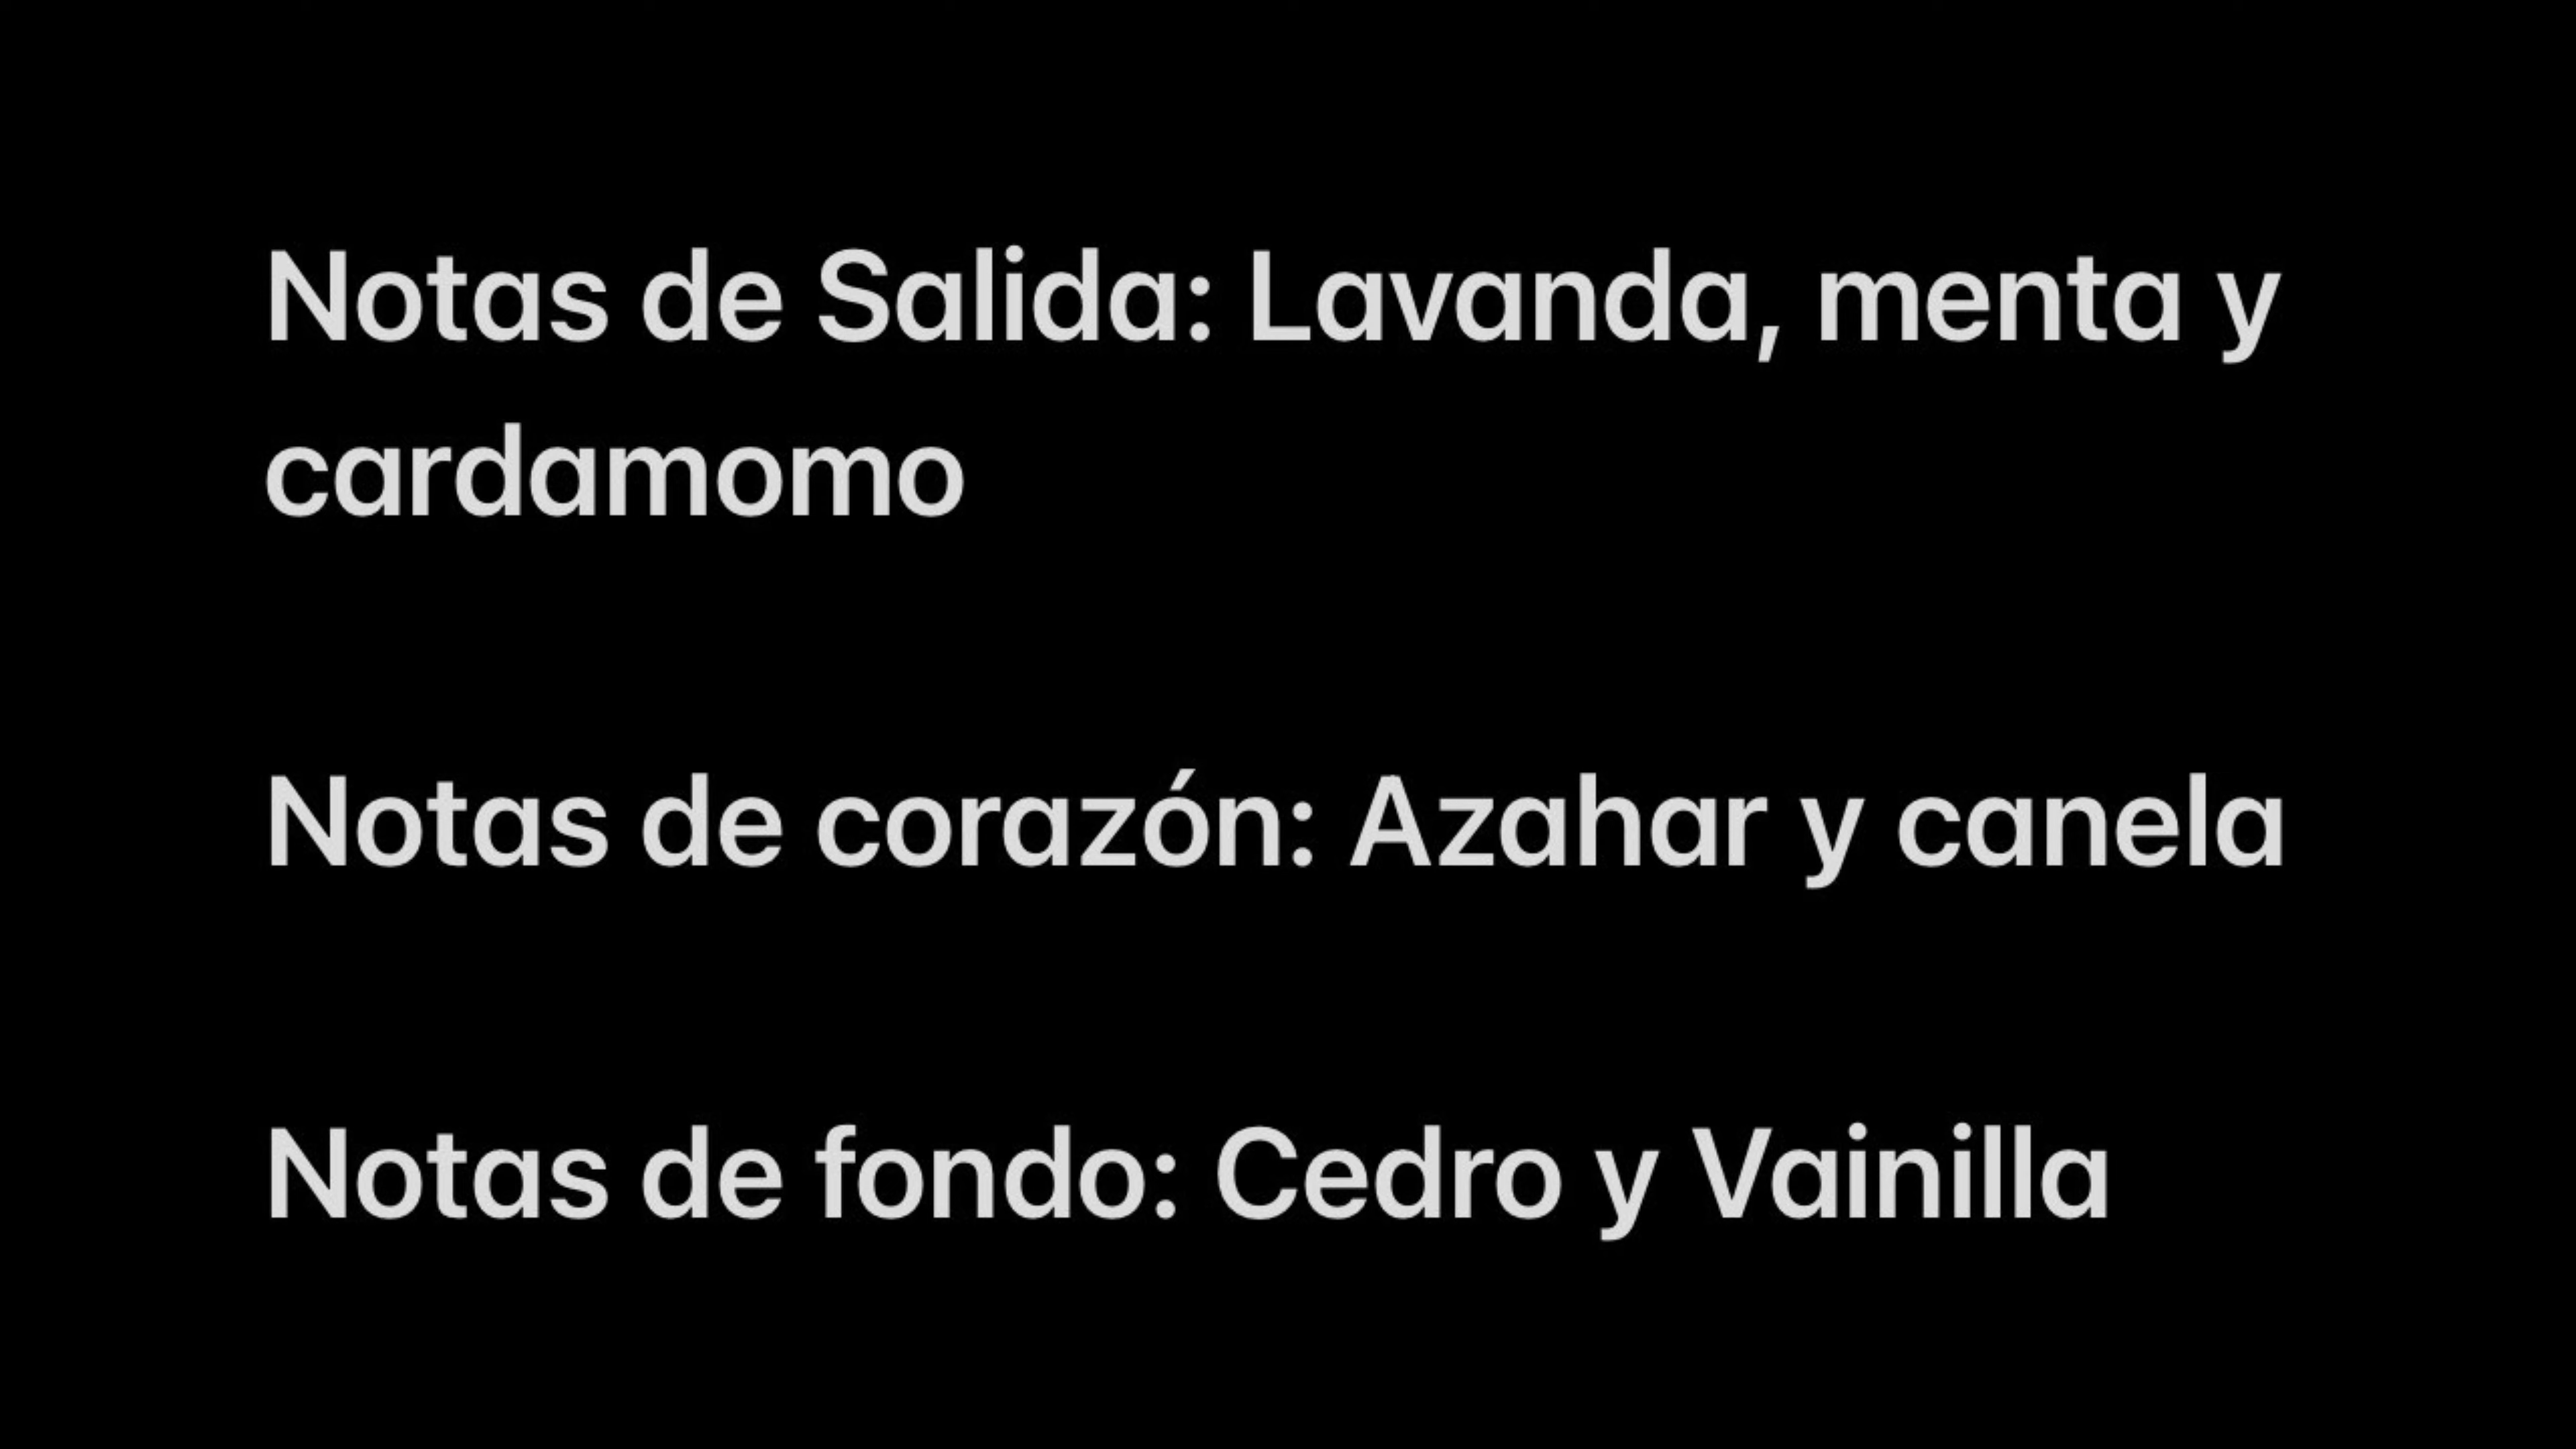 Notas de Salida: Lavanda, menta y
cardamomo
Notas de corazón: Azahar y canela
Notas de fondo: Cedro y Vainilla